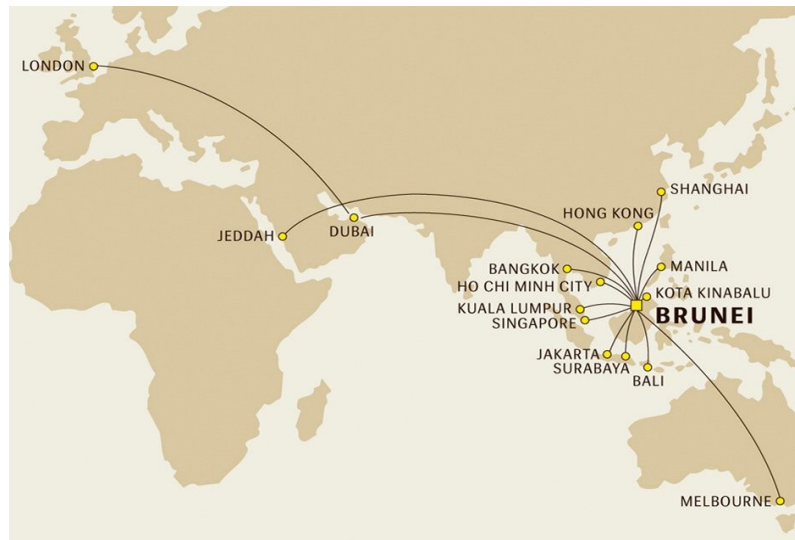 LONDON
SHANGHAI
HONG KONG
JEDDAH
DUBAI
BANGKOK
MANILA
HO CHI MINH CITY
KOTA KINABALU
KUALA LUMPUR
BRUNEI
SINGAPORE
JAKARTA
SURABAYA
BALI
MELBOURNE